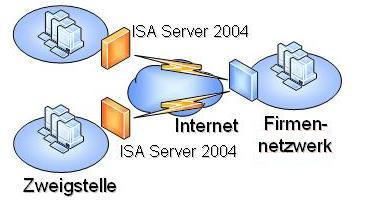 ISA Server 2004
Internet
Firmen-
netzwerk
ISA Server 2004
Zweigstelle